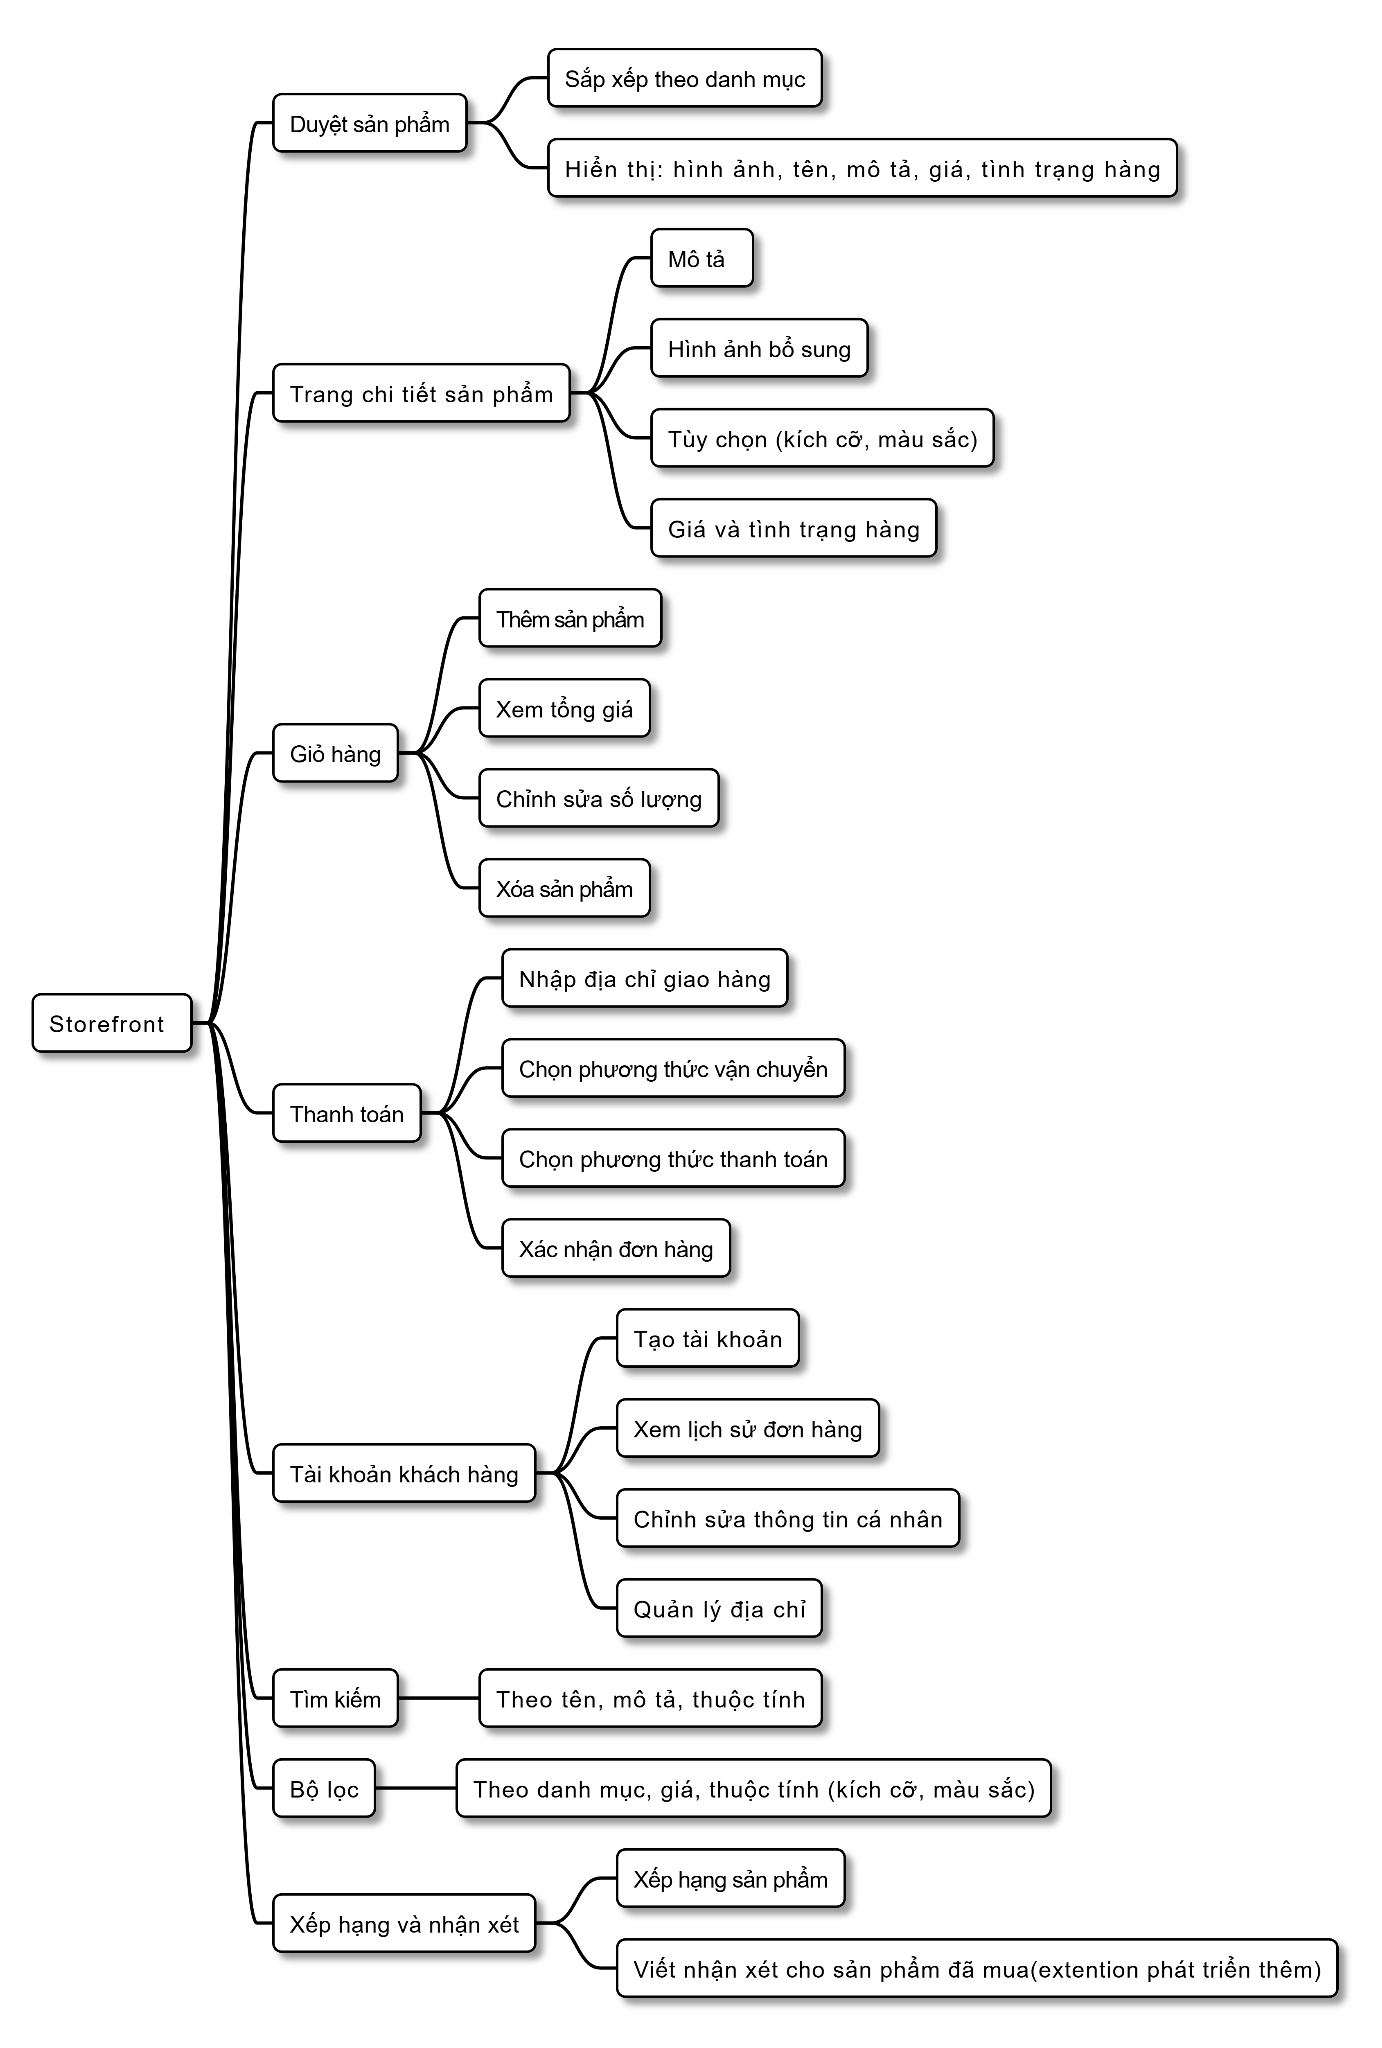 Storefront
Duyệt sản phẩm
Sắp xếp theo danh mục
Hiển thị: hình ảnh, tên, mô tả, giá, tình trạng hàng
Trang chi tiết sản phẩm
Mô tả
Hình ảnh bổ sung
Tùy chọn (kích cỡ, màu sắc)
Giá và tình trạng hàng
Giỏ hàng
Thêm sản phẩm
Xem tổng giá
Chỉnh sửa số lượng
Xóa sản phẩm
Thanh toán
Nhập địa chỉ giao hàng
Chọn phương thức vận chuyển
Chọn phương thức thanh toán
Xác nhận đơn hàng
Tài khoản khách hàng
Tạo tài khoản
Xem lịch sử đơn hàng
Chỉnh sửa thông tin cá nhân
Quản lý địa chỉ
Tìm kiếm
Theo tên, mô tả, thuộc tính
Bộ lọc
Theo danh mục, giá, thuộc tính (kích cỡ, màu sắc)
Xếp hạng và nhận xét
Xếp hạng sản phẩm
Viết nhận xét cho sản phẩm đã mua(extention phát triển thêm)